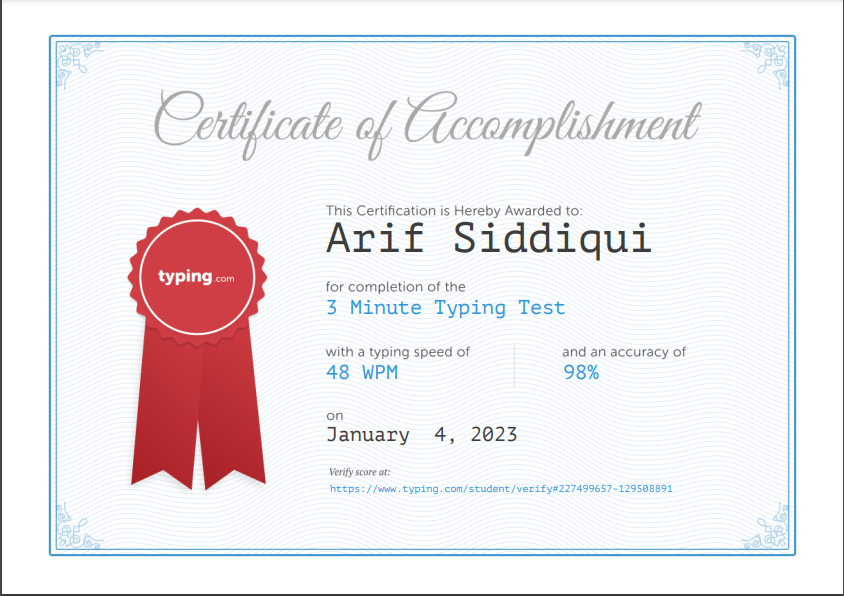 Certificate of Accomplishment
This Certification is Hereby Awarded to:
Arif Siddiqui
typing.com
for completion of the
3 Minute Typing Test
with a typing speed of
48 WPM
and an accuracy of
98%
on
January 4, 2023
Verify score at:
https://www.typing.com/student/verify#227499657-129508891